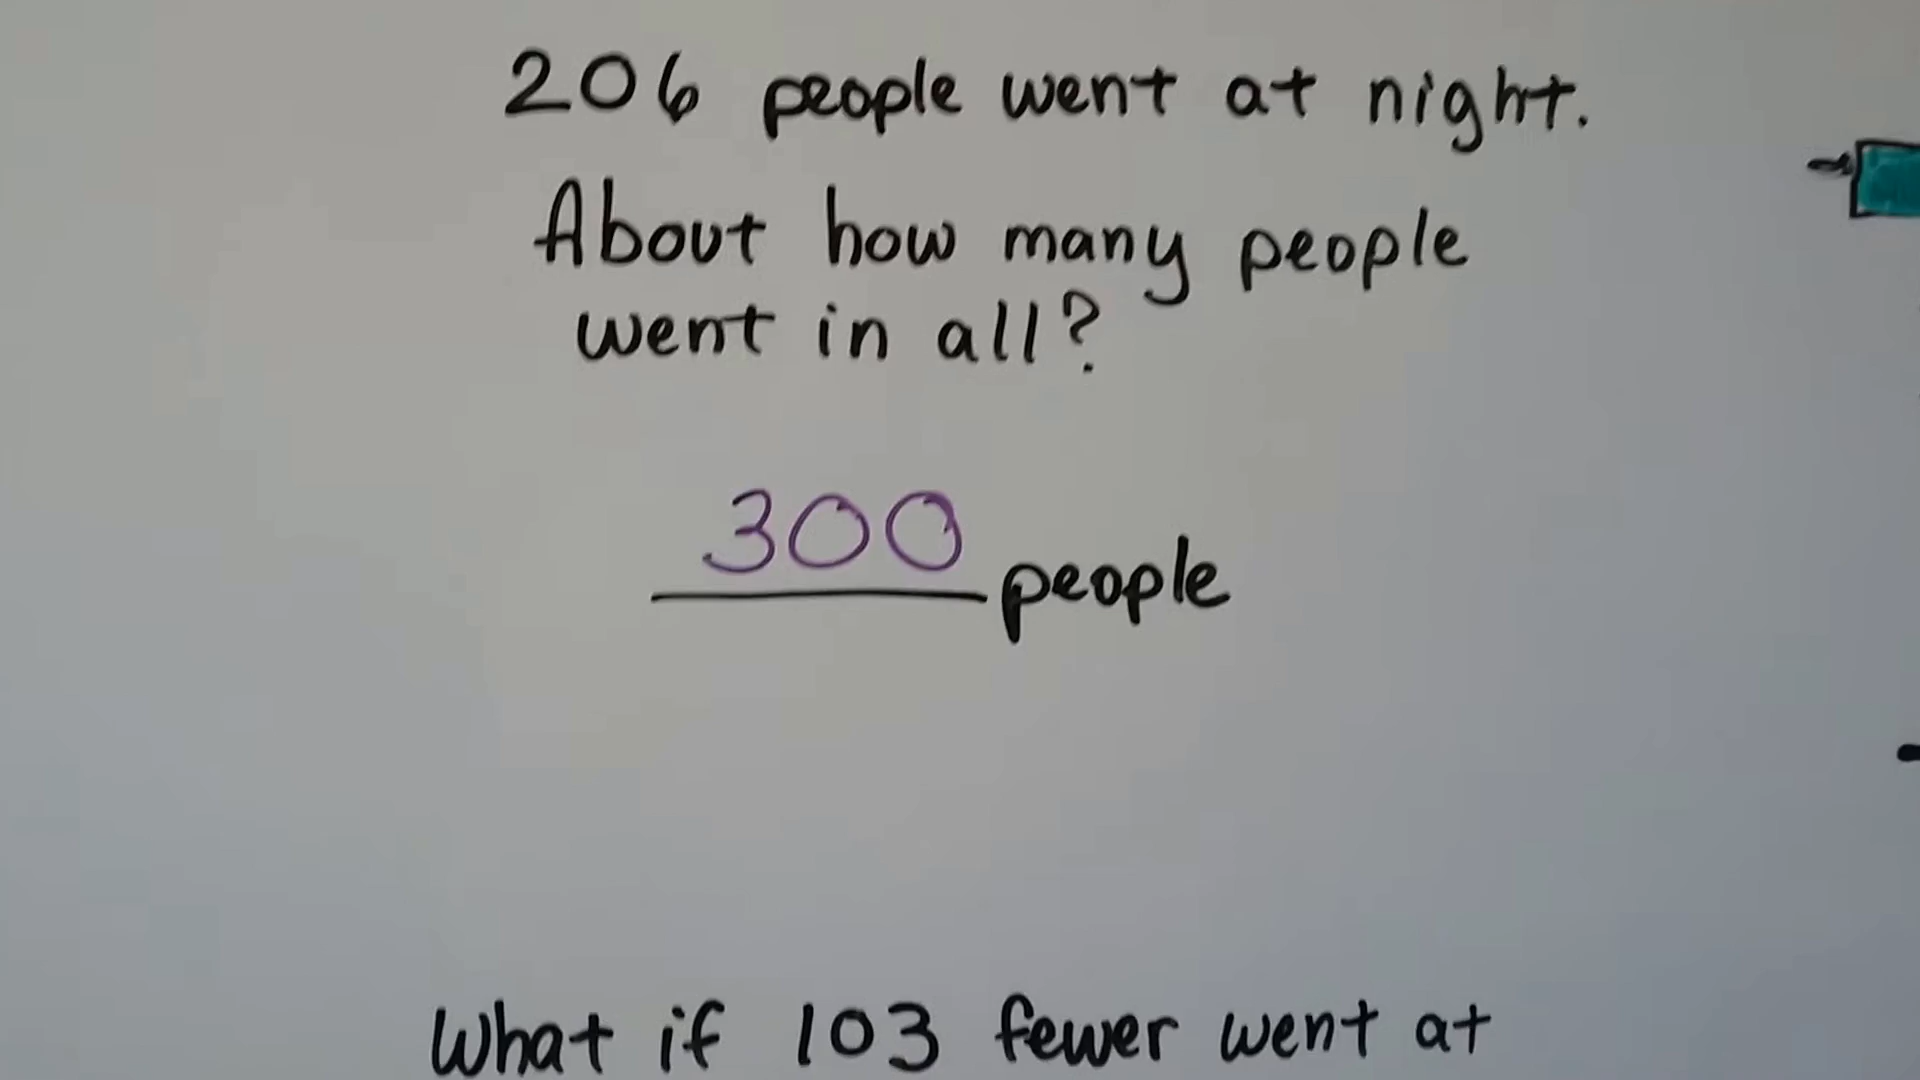 206 people went at night.
About how many people
went in all?
300 people
What if 103 fewer went at